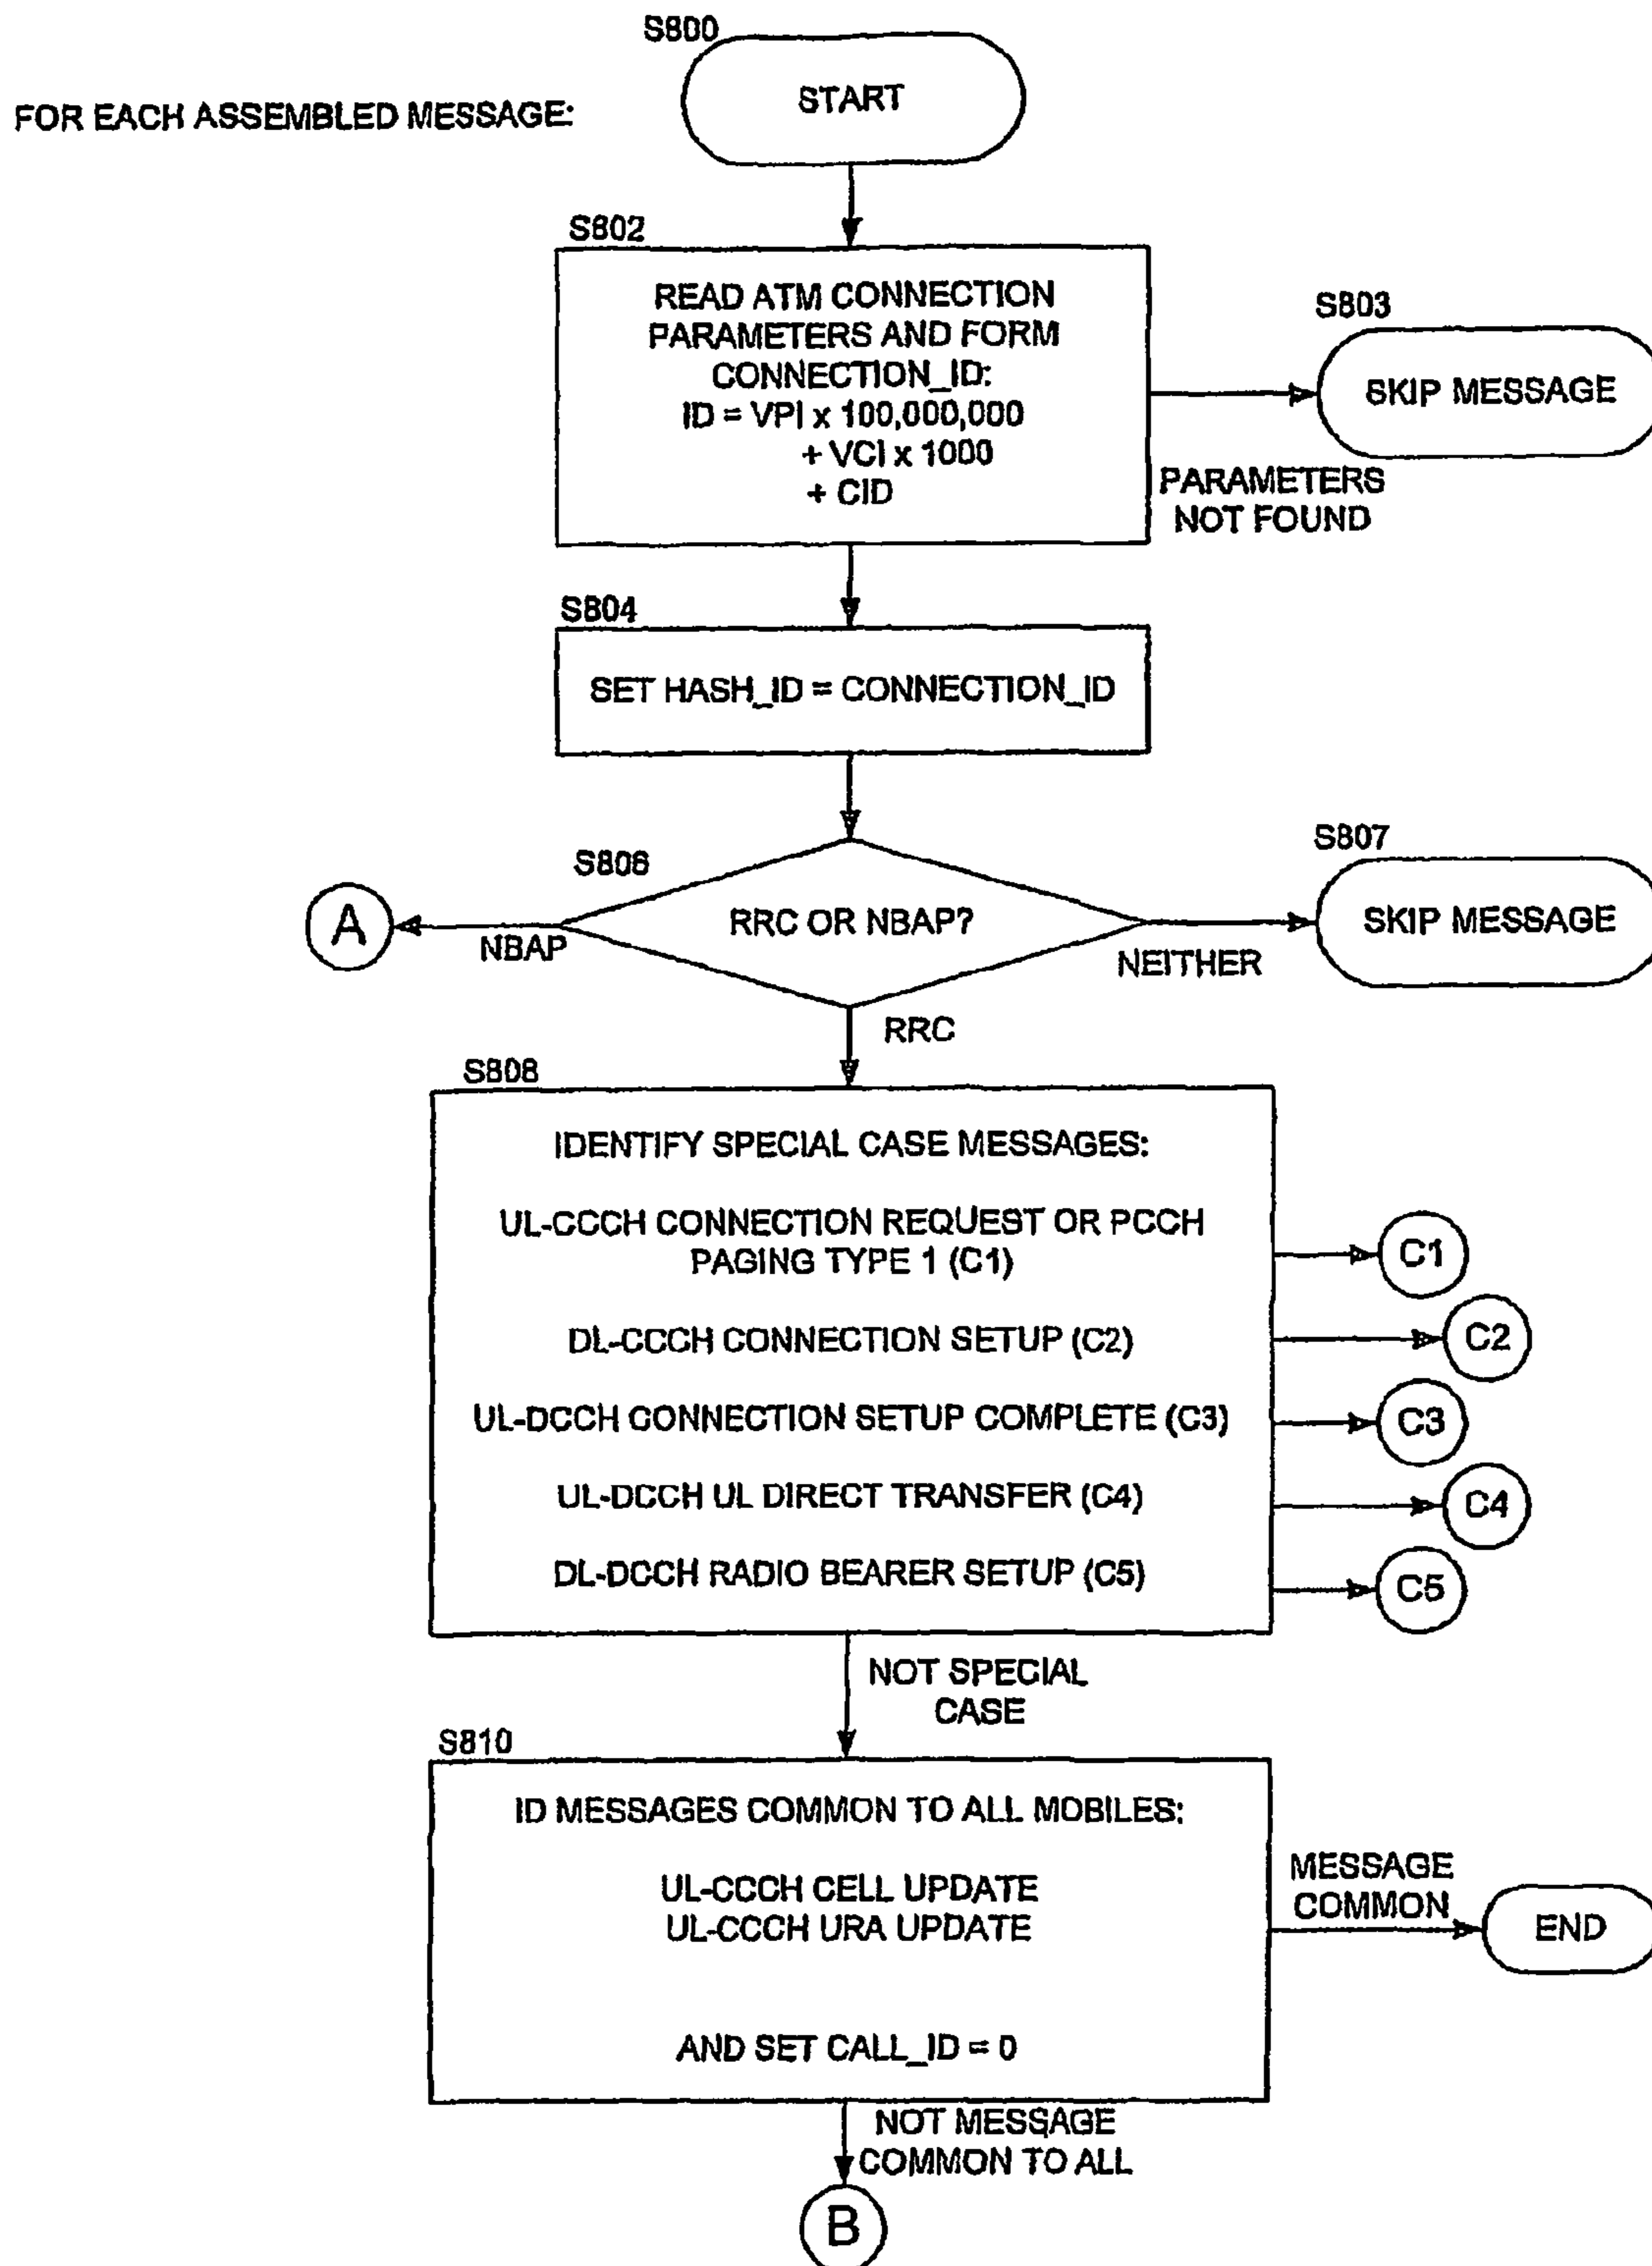 S800
START
FOR EACH ASSEMBLED MESSAGE:
S802
READ ATM CONNECTION
PARAMETERS AND FORM
CONNECTION_ID:
ID = VPI x 100,000,000
+ VCI x 1000
+ CID
S803
SKIP MESSAGE
PARAMETERS
NOT FOUND
S804
SET HASH_ID = CONNECTION_ID
S806
RRC OR NBAP?
A
NBAP
NEITHER
S807
SKIP MESSAGE
RRC
S808
IDENTIFY SPECIAL CASE MESSAGES:
UL-CCCH CONNECTION REQUEST OR PCCH
PAGING TYPE 1 (C1)
C1
DL-CCCH CONNECTION SETUP (C2)
C2
UL-DCCH CONNECTION SETUP COMPLETE (C3)
C3
UL-DCCH UL DIRECT TRANSFER (C4)
C4
DL-DCCH RADIO BEARER SETUP (C5)
C5
NOT SPECIAL
CASE
S810
ID MESSAGES COMMON TO ALL MOBILES:
UL-CCCH CELL UPDATE
UL-CCCH URA UPDATE
AND SET CALL_ID = 0
MESSAGE
COMMON
END
NOT MESSAGE
COMMON TO ALL
B